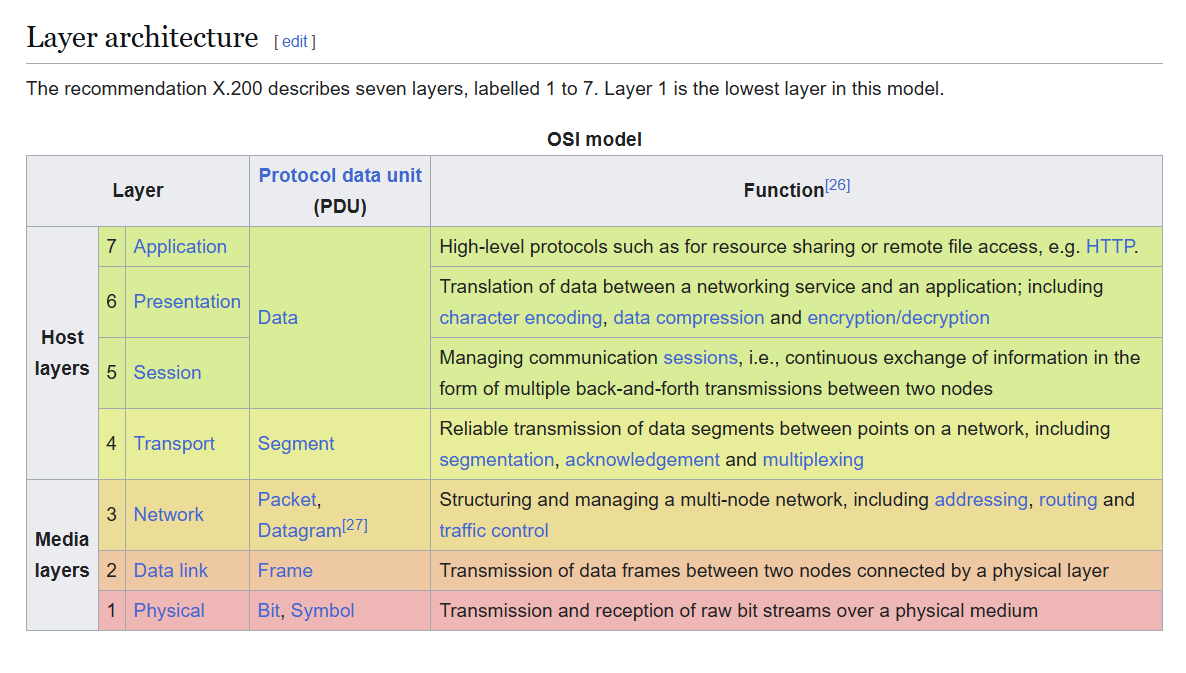 Layer architecture [ edit ]
The recommendation X.200 describes seven layers, labelled 1 to 7. Layer 1 is the lowest layer in this model.
OSI model
Layer
Protocol data unit
(PDU)
Function[26]
Host
layers
7 Application
Data
High-level protocols such as for resource sharing or remote file access, e.g. HTTP.
6 Presentation
Translation of data between a networking service and an application; including
character encoding, data compression and encryption/decryption
5 Session
Managing communication sessions, i.e., continuous exchange of information in the
form of multiple back-and-forth transmissions between two nodes
4 Transport
Segment
Reliable transmission of data segments between points on a network, including
segmentation, acknowledgement and multiplexing
Media
layers
3 Network
Packet,
Datagram[27]
Structuring and managing a multi-node network, including addressing, routing and
traffic control
2 Data link
Frame
Transmission of data frames between two nodes connected by a physical layer
1 Physical
Bit, Symbol
Transmission and reception of raw bit streams over a physical medium